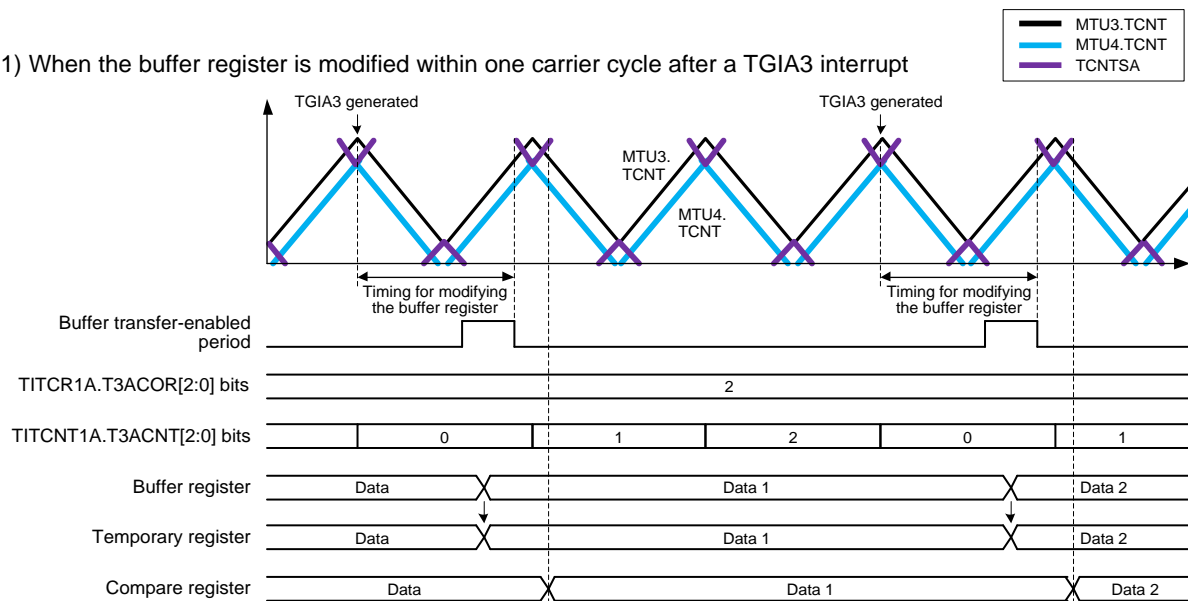 MTU3.TCNT
MTU4.TCNT
TCNTSA
1) When the buffer register is modified within one carrier cycle after a TGIA3 interrupt
TGIA3 generated
TGIA3 generated
MTU3.
TCNT
MTU4.
TCNT
Timing for modifying
the buffer register
Timing for modifying
the buffer register
Buffer transfer-enabled
period
TITCR1A.T3ACOR[2:0] bits
2
TITCNT1A.T3ACNT[2:0] bits
0
1
2
0
1
Buffer register
Data
Data 1
Data 2
Temporary register
Data
Data 1
Data 2
Compare register
Data
Data 1
Data 2